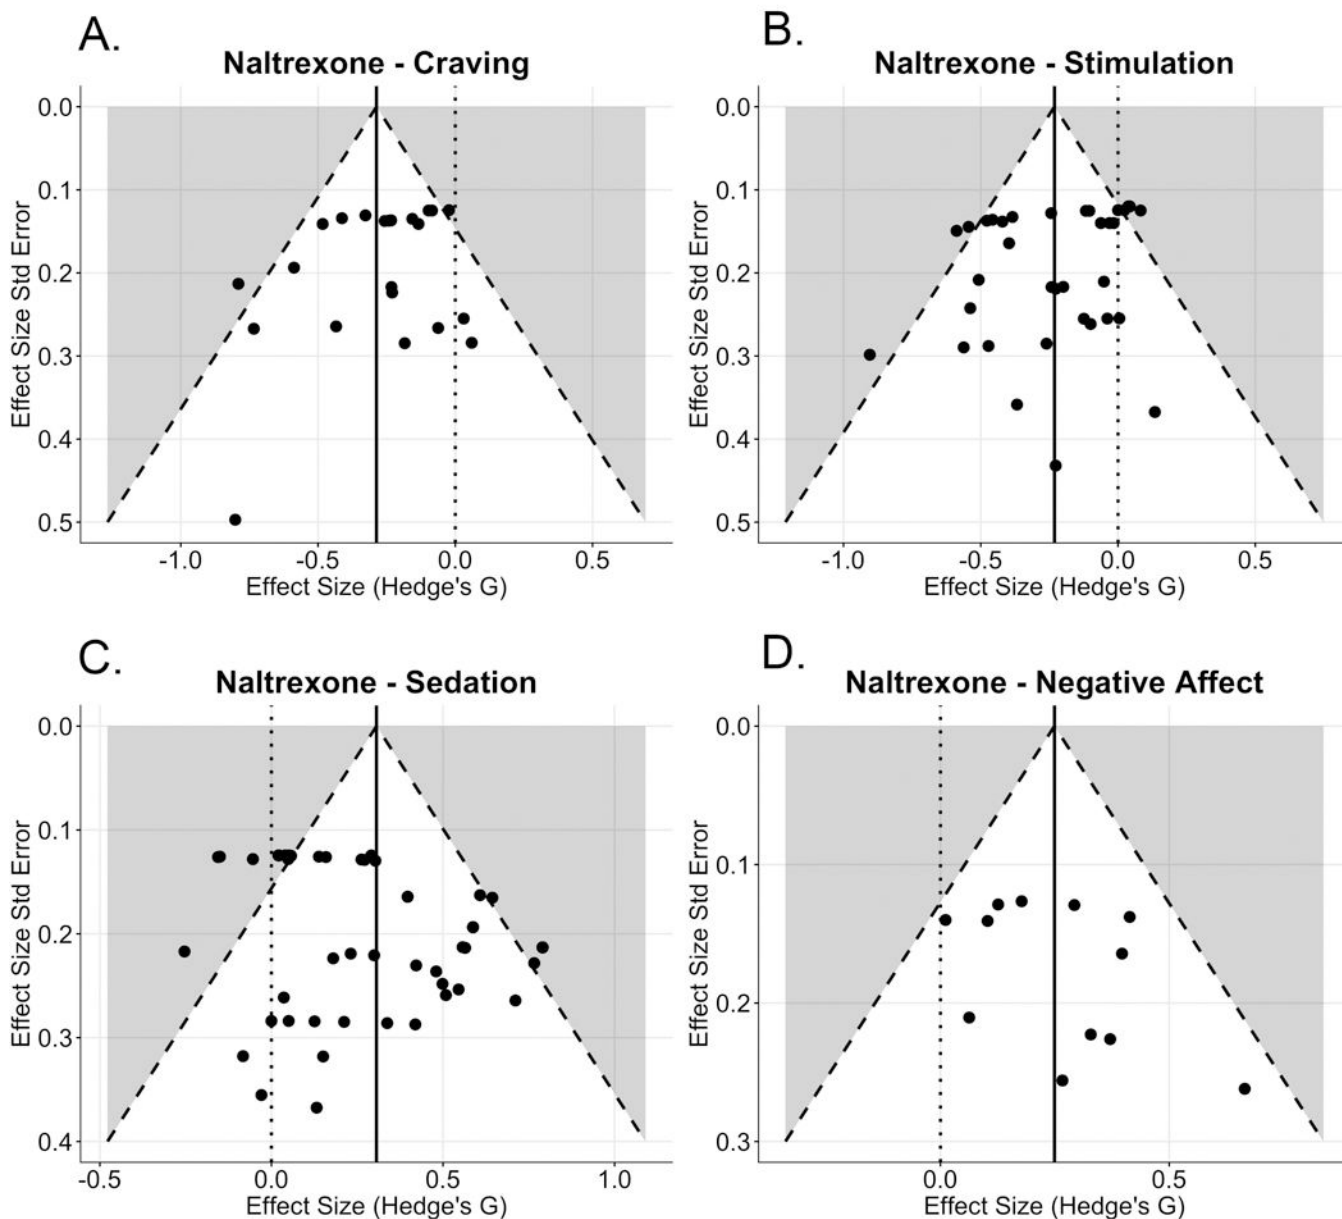 A.
Naltrexone - Craving
0.0
0.1
0.2
0.3
0.4
0.5
Effect Size Std Error
-1.0
-0.5
0.0
0.5
Effect Size (Hedge's G)
B.
Naltrexone - Stimulation
0.0
0.1
0.2
0.3
0.4
0.5
Effect Size Std Error
-1.0
-0.5
0.0
0.5
Effect Size (Hedge's G)
C.
Naltrexone - Sedation
0.0
0.1
0.2
0.3
0.4
Effect Size Std Error
-0.5
0.0
0.5
1.0
Effect Size (Hedge's G)
D.
Naltrexone - Negative Affect
0.0
0.1
0.2
0.3
Effect Size Std Error
0.0
0.5
Effect Size (Hedge's G)